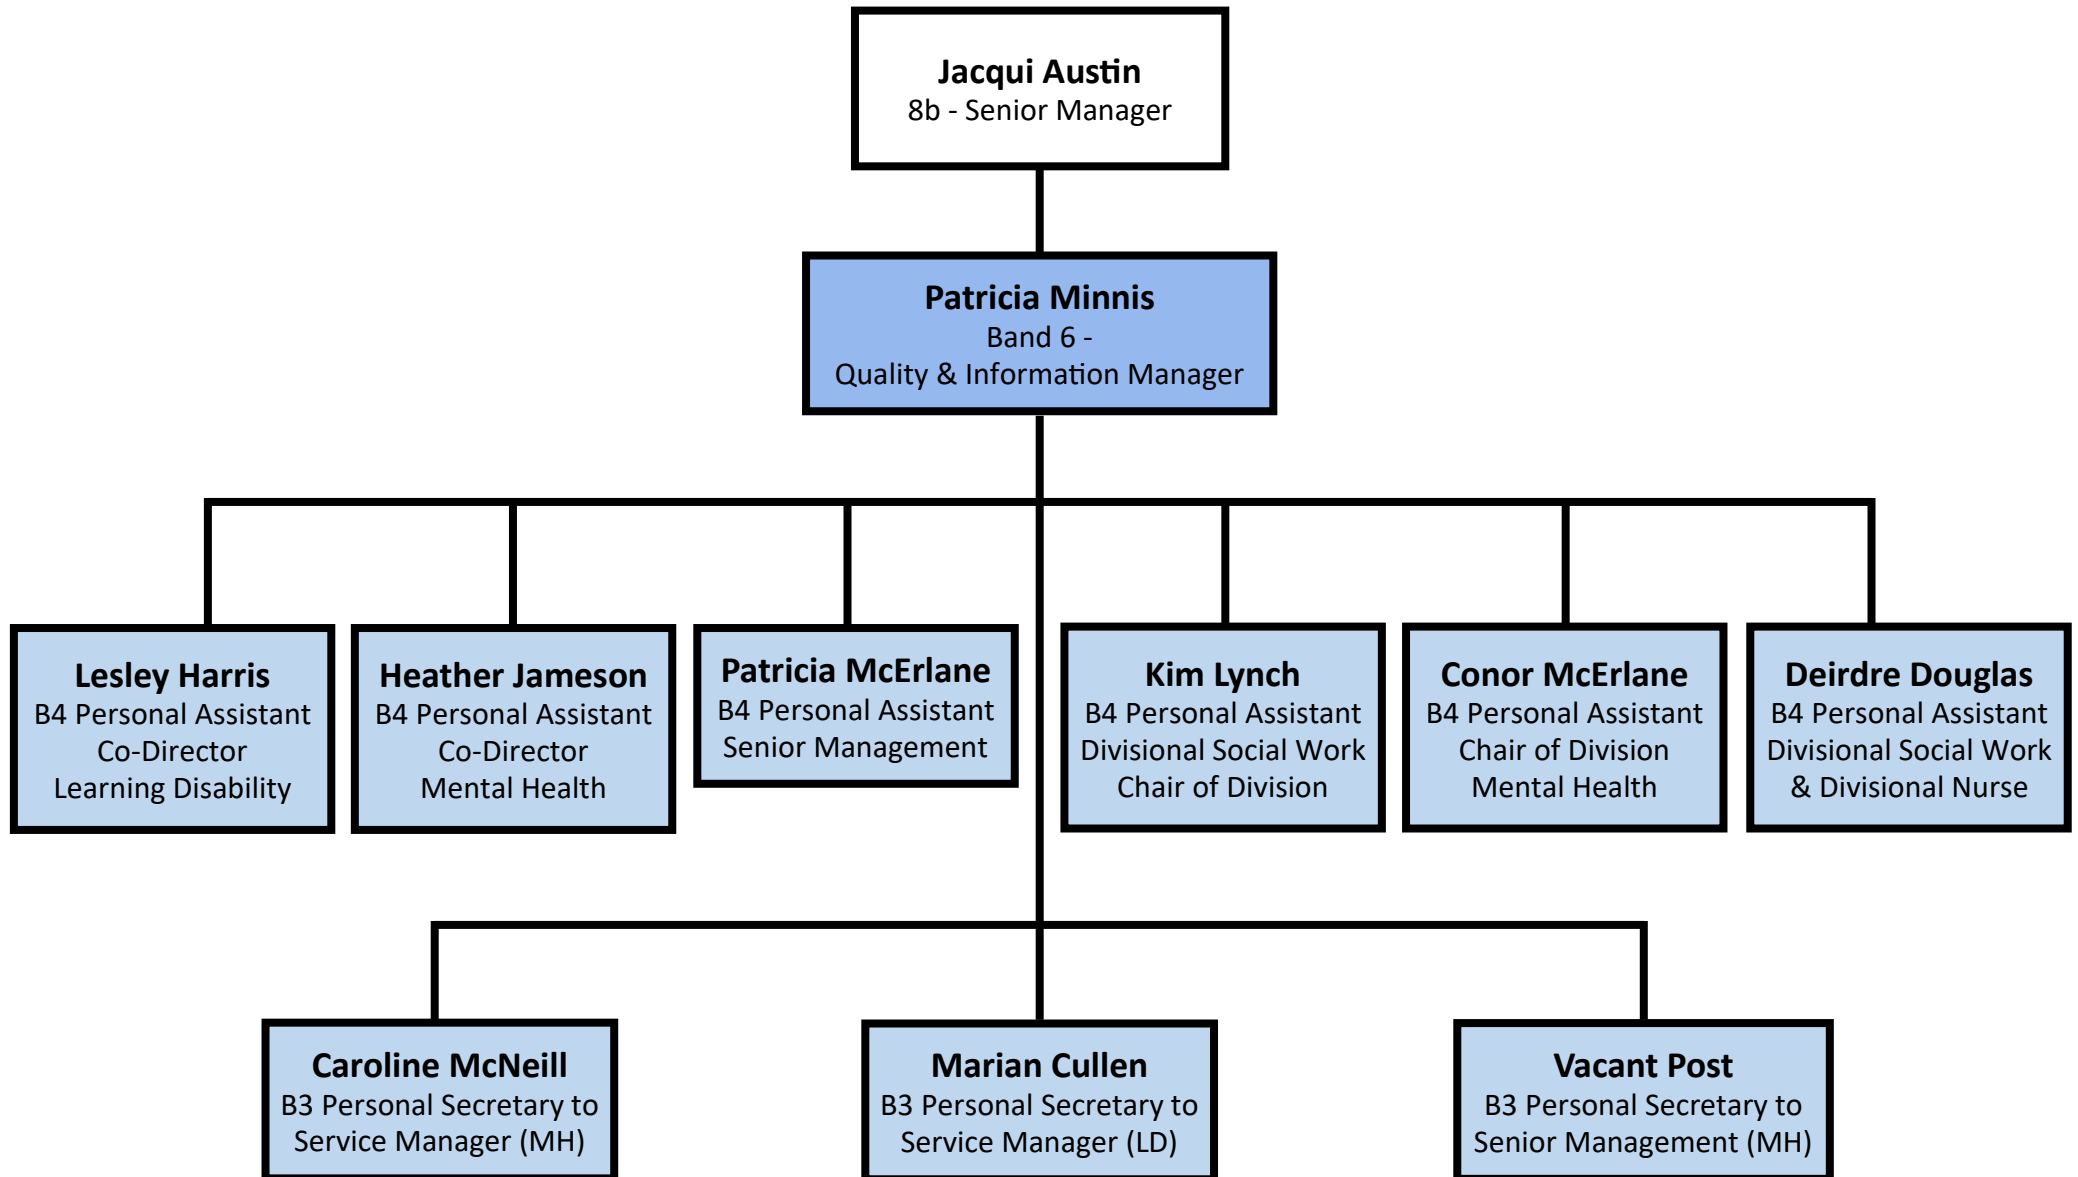 Jacqui Austin
8b - Senior Manager
Patricia Minnis
Band 6 -
Quality & Information Manager
Lesley Harris
B4 Personal Assistant
Co-Director
Learning Disability
Heather Jameson
B4 Personal Assistant
Co-Director
Mental Health
Patricia McErlane
B4 Personal Assistant
Senior Management
Kim Lynch
B4 Personal Assistant
Divisional Social Work
Chair of Division
Conor McErlane
B4 Personal Assistant
Chair of Division
Mental Health
Deirdre Douglas
B4 Personal Assistant
Divisional Social Work
& Divisional Nurse
Caroline McNeill
B3 Personal Secretary to
Service Manager (MH)
Marian Cullen
B3 Personal Secretary to
Service Manager (LD)
Vacant Post
B3 Personal Secretary to
Senior Management (MH)